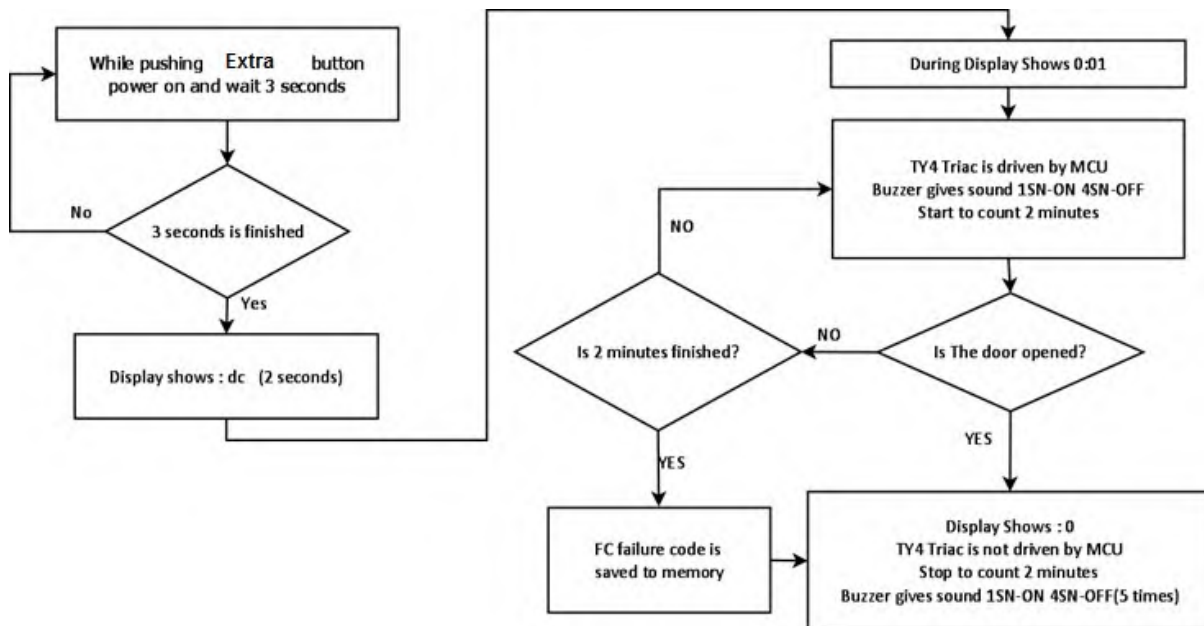 While pushing Extra button
power on and wait 3 seconds
No
3 seconds is finished
Yes
Display shows : dc (2 seconds)
During Display Shows 0:01
TY4 Triac is driven by MCU
Buzzer gives sound 1SN-ON 4SN-OFF
Start to count 2 minutes
NO
Is 2 minutes finished?
NO
Is The door opened?
YES
YES
FC failure code is
saved to memory
Display Shows : 0
TY4 Triac is not driven by MCU
Stop to count 2 minutes
Buzzer gives sound 1SN-ON 4SN-OFF(5 times)